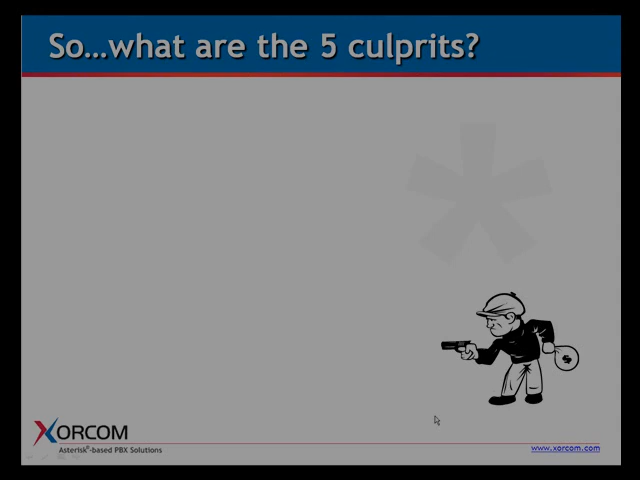 So...what are the 5 culprits?
$
XORCOM
Asterisk®-based PBX Solutions
www.xorcom.com